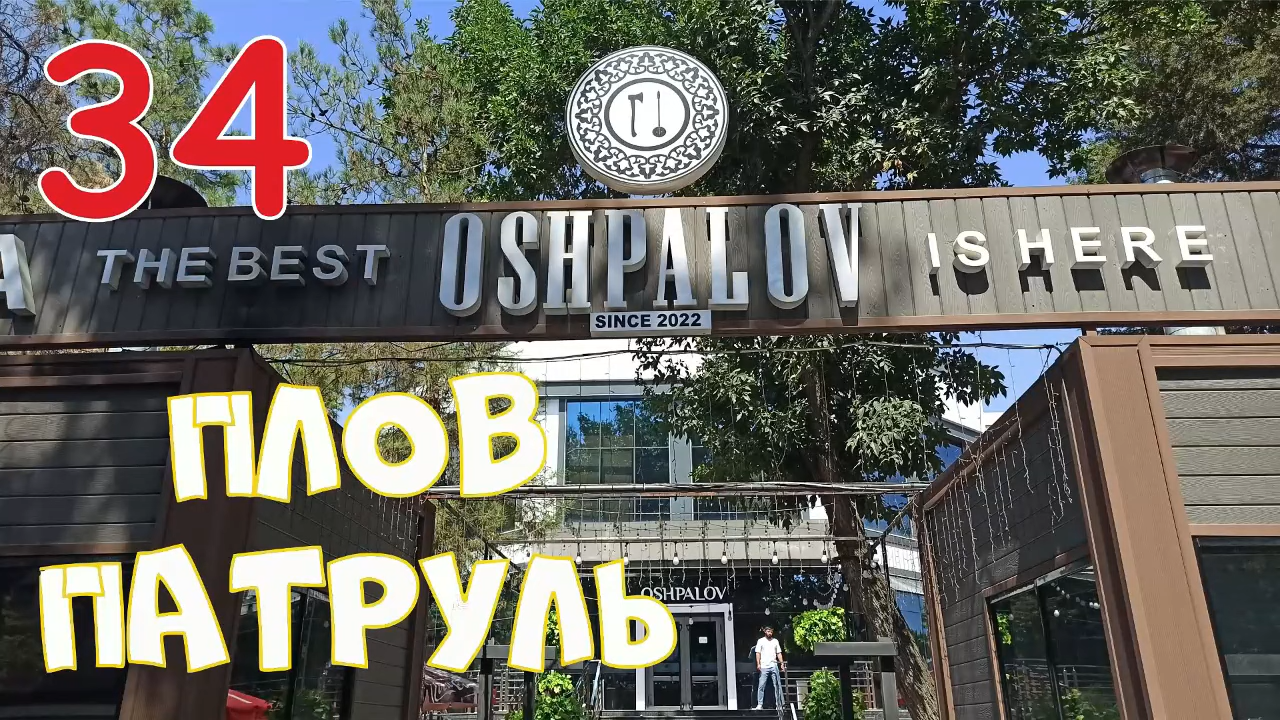 34
A THE BEST OSHPALOV IS HERE
SINCE 2022
ПЛОВ
ПАТРУЛЬ
OSHPALOV